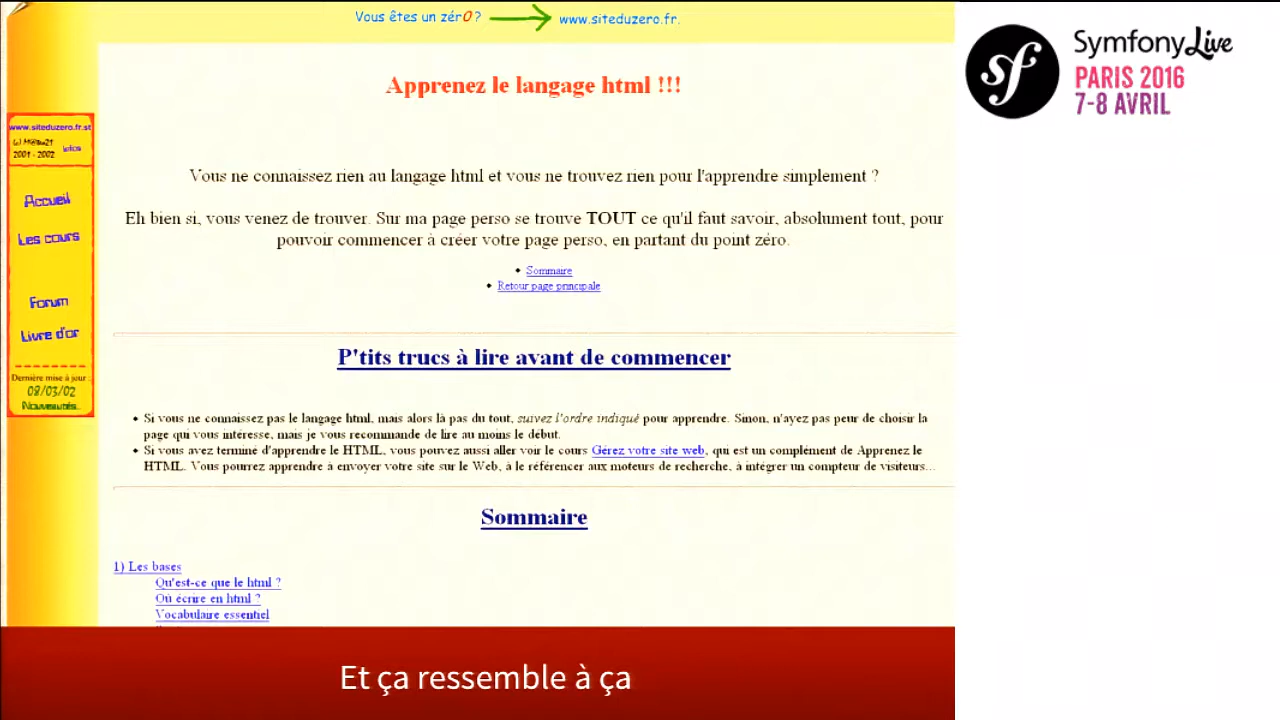 Vous êtes un zér0 ? www.siteduzero.fr.
SymfonyLive
PARIS 2016
7-8 AVRIL
Apprenez le langage html !!!
www.siteduzero.fr.st
2001 - 2002 Infos
Accueil
Les cours
Forum
Livre d'or
Dernière mise à jour :
08/03/02
Nouveautés...
Vous ne connaissez rien au langage html et vous ne trouvez rien pour l'apprendre simplement ?
Eh bien si, vous venez de trouver. Sur ma page perso se trouve TOUT ce qu'il faut savoir, absolument tout, pour
pouvoir commencer à créer votre page perso, en partant du point zéro.
Sommaire
Retour page principale
P'tits trucs à lire avant de commencer
Si vous ne connaissez pas le langage html, mais alors là pas du tout, suivez l'ordre indiqué pour apprendre. Sinon, n'ayez pas peur de choisir la
page qui vous intéresse, mais je vous recommande de lire au moins le début.
Si vous avez terminé d'apprendre le HTML, vous pouvez aussi aller voir le cours Gérez votre site web, qui est un complément de Apprenez le
HTML. Vous pourrez apprendre à envoyer votre site sur le Web, à le référencer aux moteurs de recherche, à intégrer un compteur de visiteurs...
Sommaire
1) Les bases
Qu'est-ce que le html ?
Où écrire en html ?
Vocabulaire essentiel
Et ça ressemble à ça